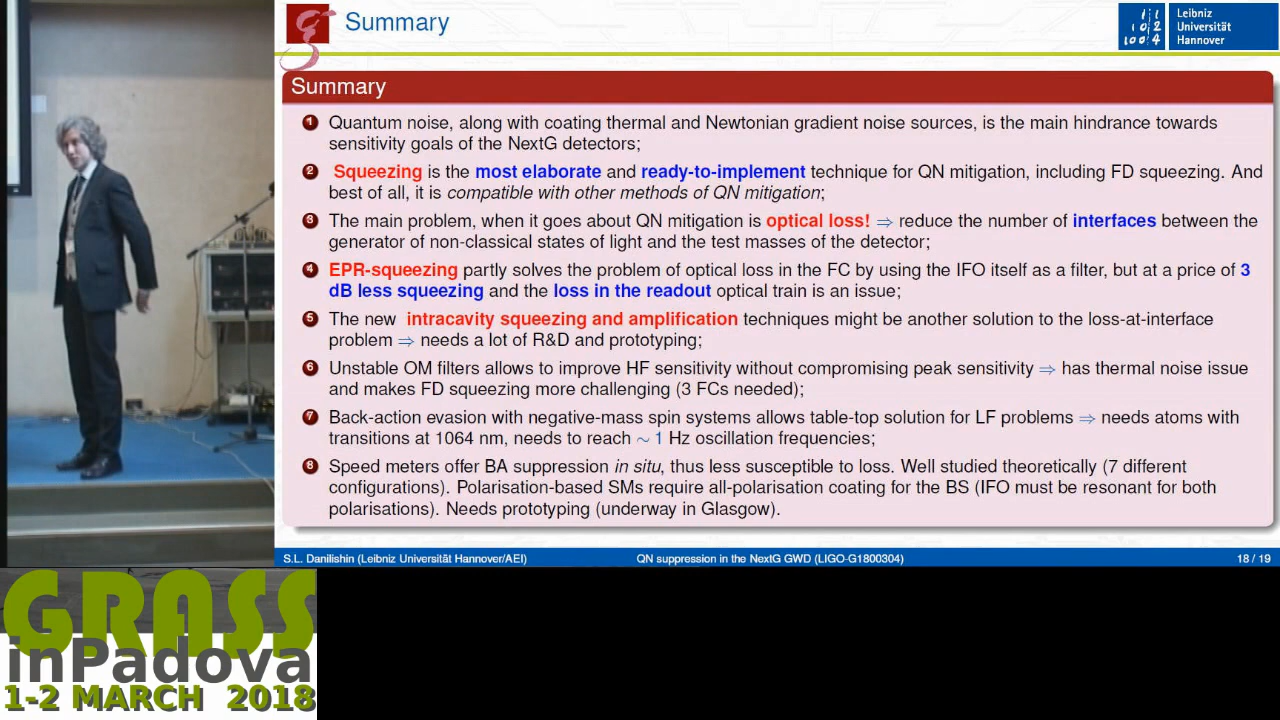 Summary
1 1
1 0 2
1 0 0 4
Leibniz
Universität
Hannover
Summary
1 Quantum noise, along with coating thermal and Newtonian gradient noise sources, is the main hindrance towards
sensitivity goals of the NextG detectors;
2 Squeezing is the most elaborate and ready-to-implement technique for QN mitigation, including FD squeezing. And
best of all, it is compatible with other methods of QN mitigation;
3 The main problem, when it goes about QN mitigation is optical loss! ⇒ reduce the number of interfaces between the
generator of non-classical states of light and the test masses of the detector;
4 EPR-squeezing partly solves the problem of optical loss in the FC by using the IFO itself as a filter, but at a price of 3
dB less squeezing and the loss in the readout optical train is an issue;
5 The new intracavity squeezing and amplification techniques might be another solution to the loss-at-interface
problem ⇒ needs a lot of R&D and prototyping;
6 Unstable OM filters allows to improve HF sensitivity without compromising peak sensitivity ⇒ has thermal noise issue
and makes FD squeezing more challenging (3 FCs needed);
7 Back-action evasion with negative-mass spin systems allows table-top solution for LF problems ⇒ needs atoms with
transitions at 1064 nm, needs to reach ∼ 1 Hz oscillation frequencies;
8 Speed meters offer BA suppression in situ, thus less susceptible to loss. Well studied theoretically (7 different
configurations). Polarisation-based SMs require all-polarisation coating for the BS (IFO must be resonant for both
polarisations). Needs prototyping (underway in Glasgow).
S.L. Danilishin (Leibniz Universität Hannover/AEI) QN suppression in the NextG GWD (LIGO-G1800304) 18 / 19
GRASS
inPadova
1-2 MARCH 2018